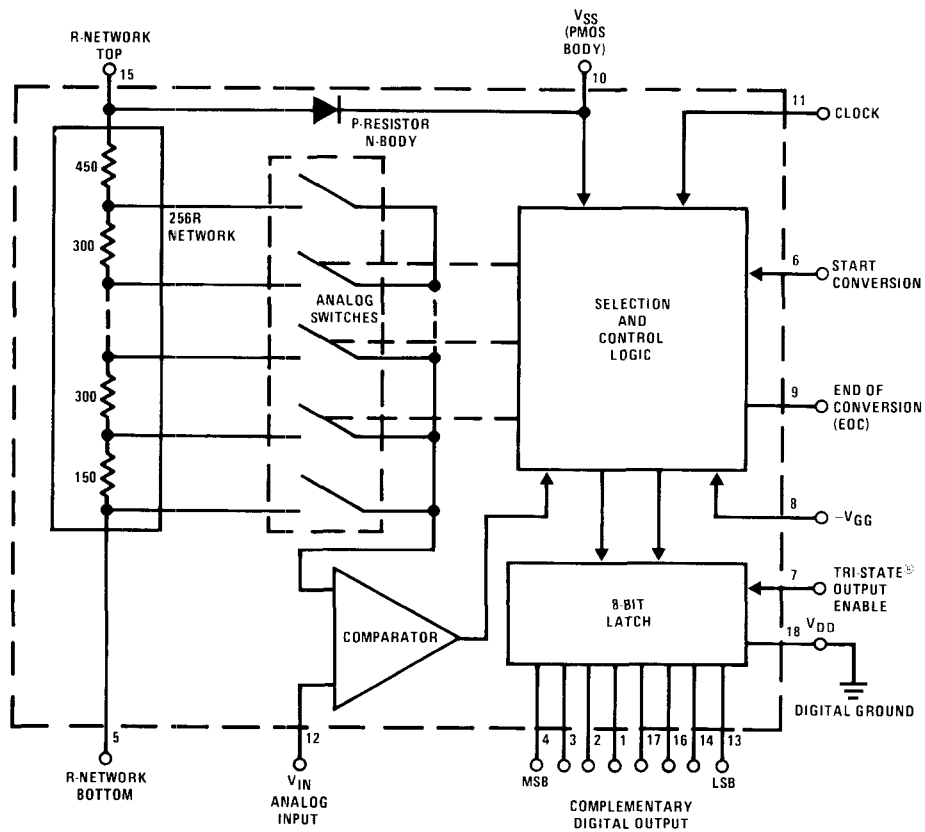 R-NETWORK
TOP
15
VSS
(PMOS
BODY)
10
11
CLOCK
P-RESISTOR
N-BODY
450
256R
NETWORK
300
ANALOG
SWITCHES
300
150
SELECTION
AND
CONTROL
LOGIC
6
START
CONVERSION
9
END OF
CONVERSION
(EOC)
8
–VGG
7
TRI-STATE®
OUTPUT
ENABLE
8-BIT
LATCH
18
VDD
DIGITAL GROUND
COMPARATOR
5
R-NETWORK
BOTTOM
12
VIN
ANALOG
INPUT
4 3 2 1 17 16 14 13
MSB
LSB
COMPLEMENTARY
DIGITAL OUTPUT